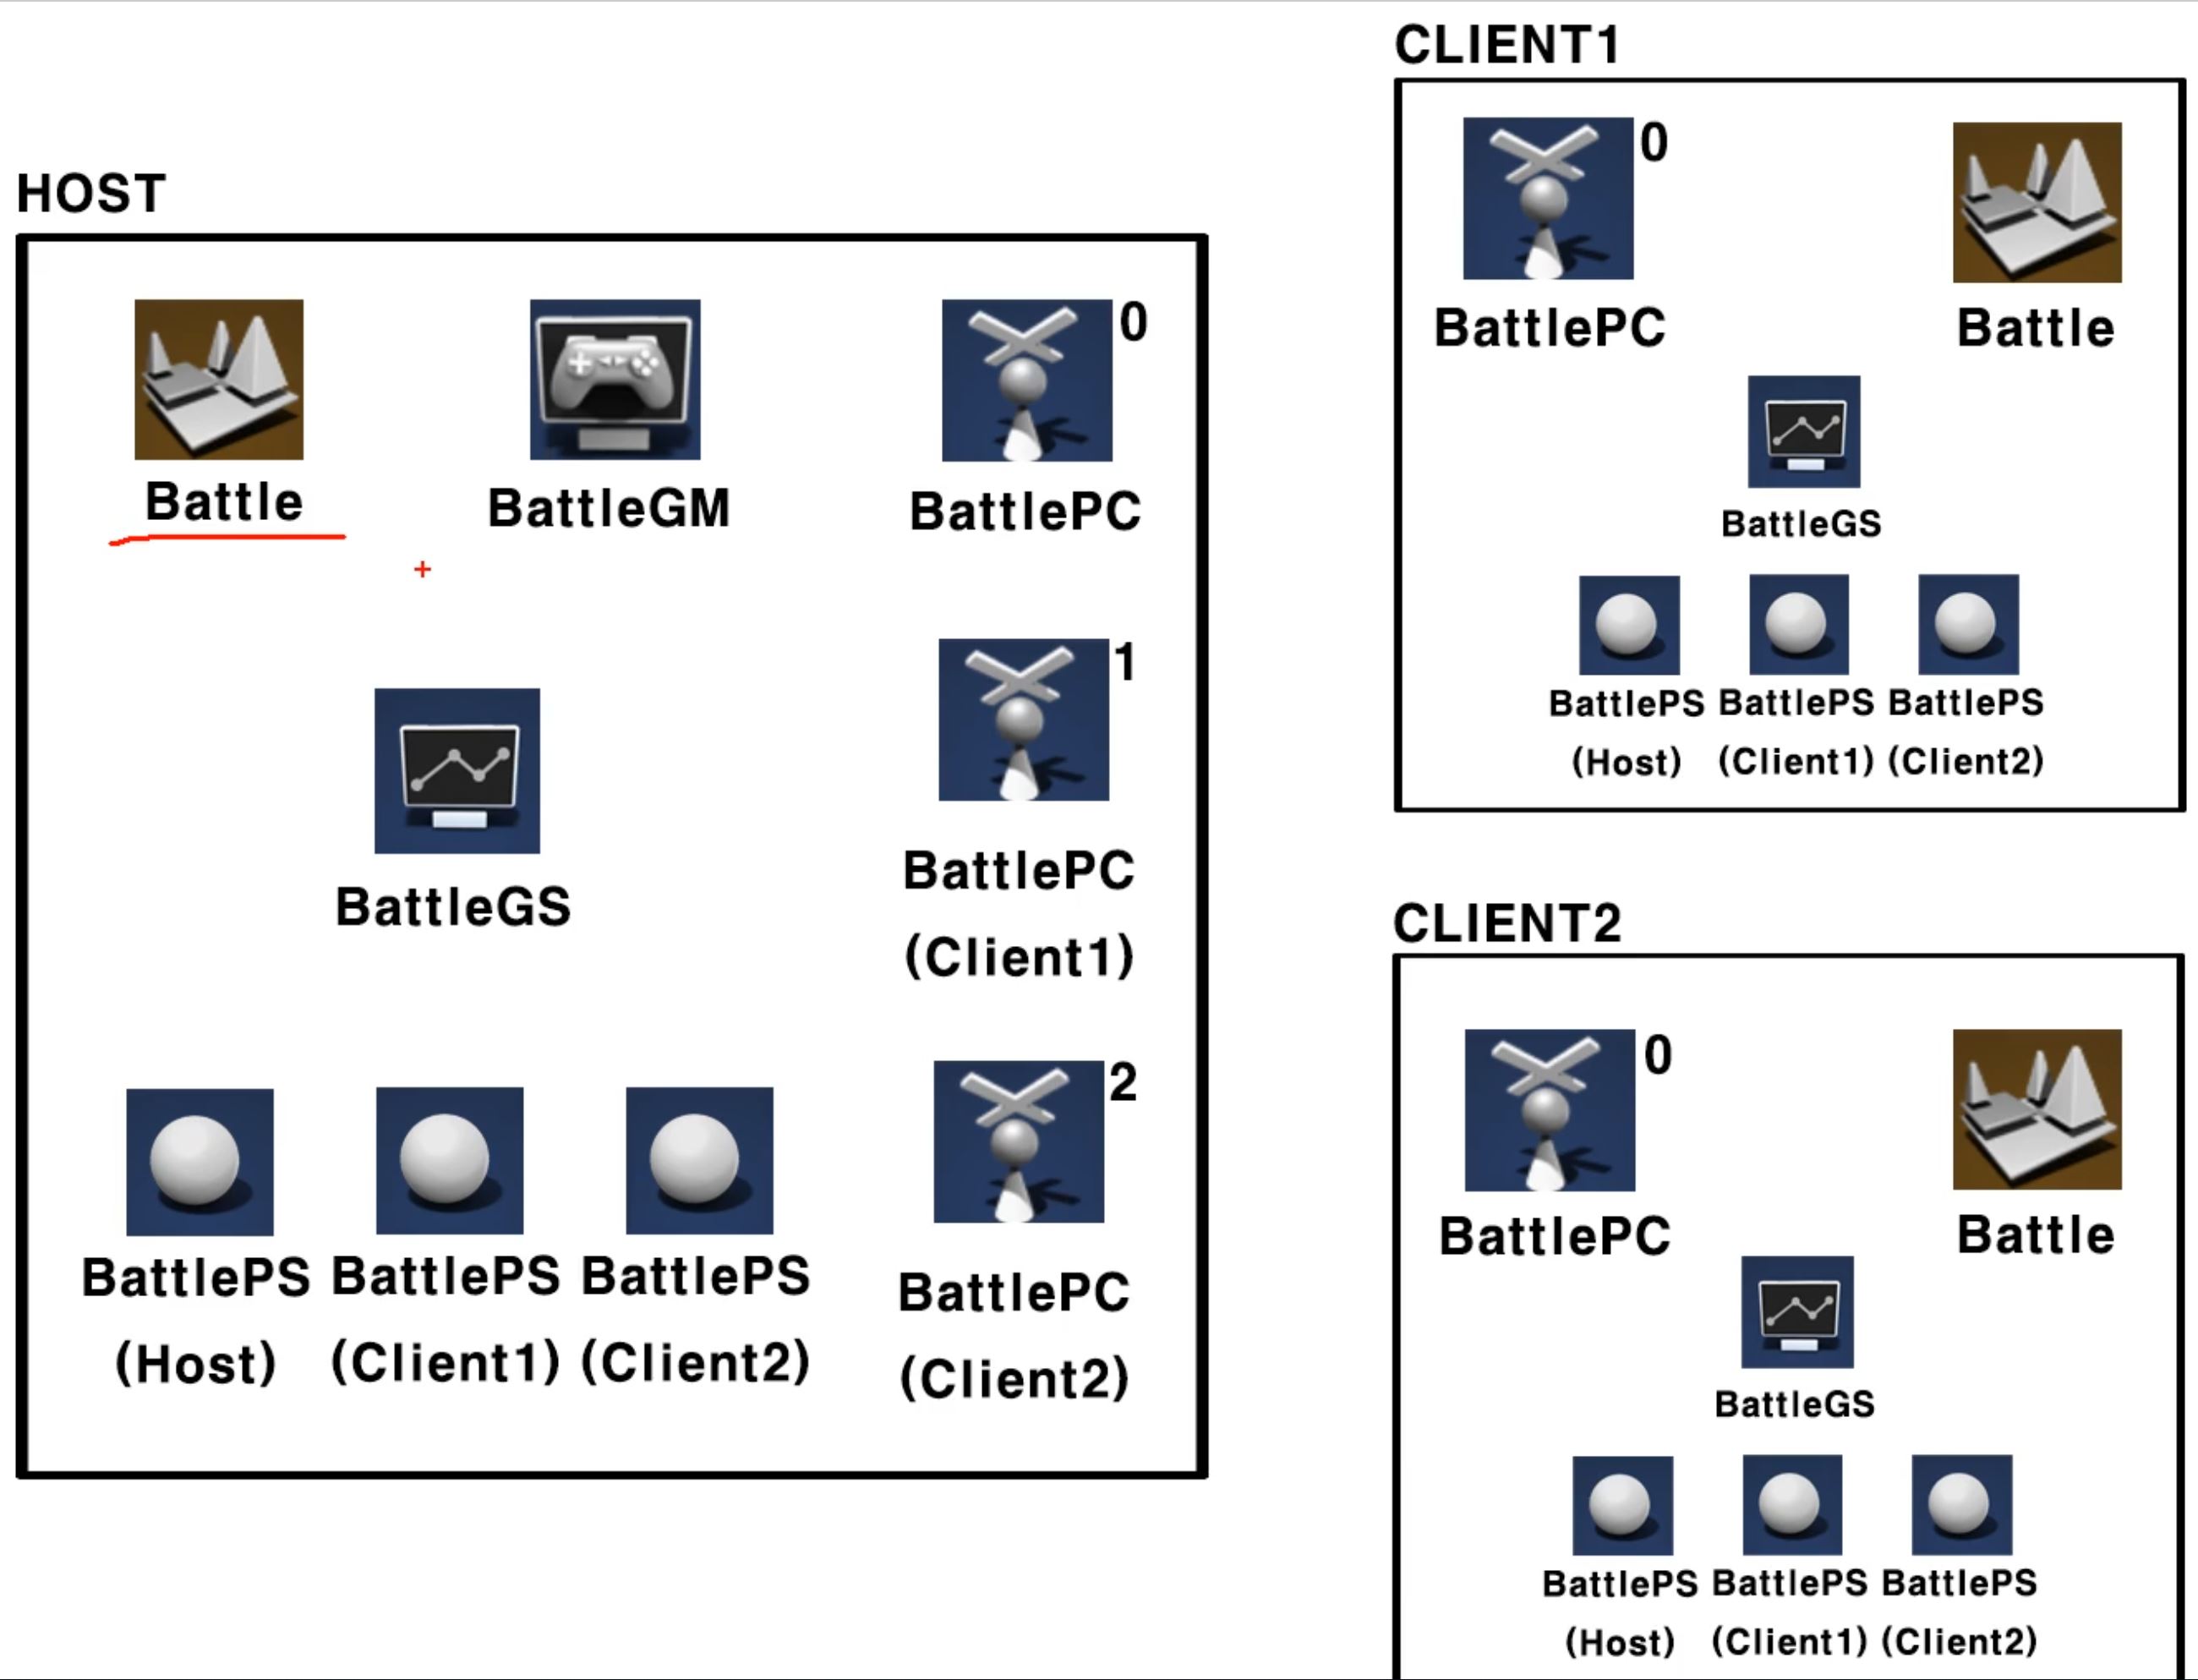 HOST
Battle
BattleGM
0
BattlePC
1
BattleGS
BattlePC
(Client1)
2
BattlePS BattlePS BattlePS
(Host) (Client1) (Client2)
BattlePC
(Client2)
CLIENT1
0
BattlePC
Battle
BattleGS
BattlePS BattlePS BattlePS
(Host) (Client1) (Client2)
CLIENT2
0
BattlePC
Battle
BattleGS
BattlePS BattlePS BattlePS
(Host) (Client1) (Client2)